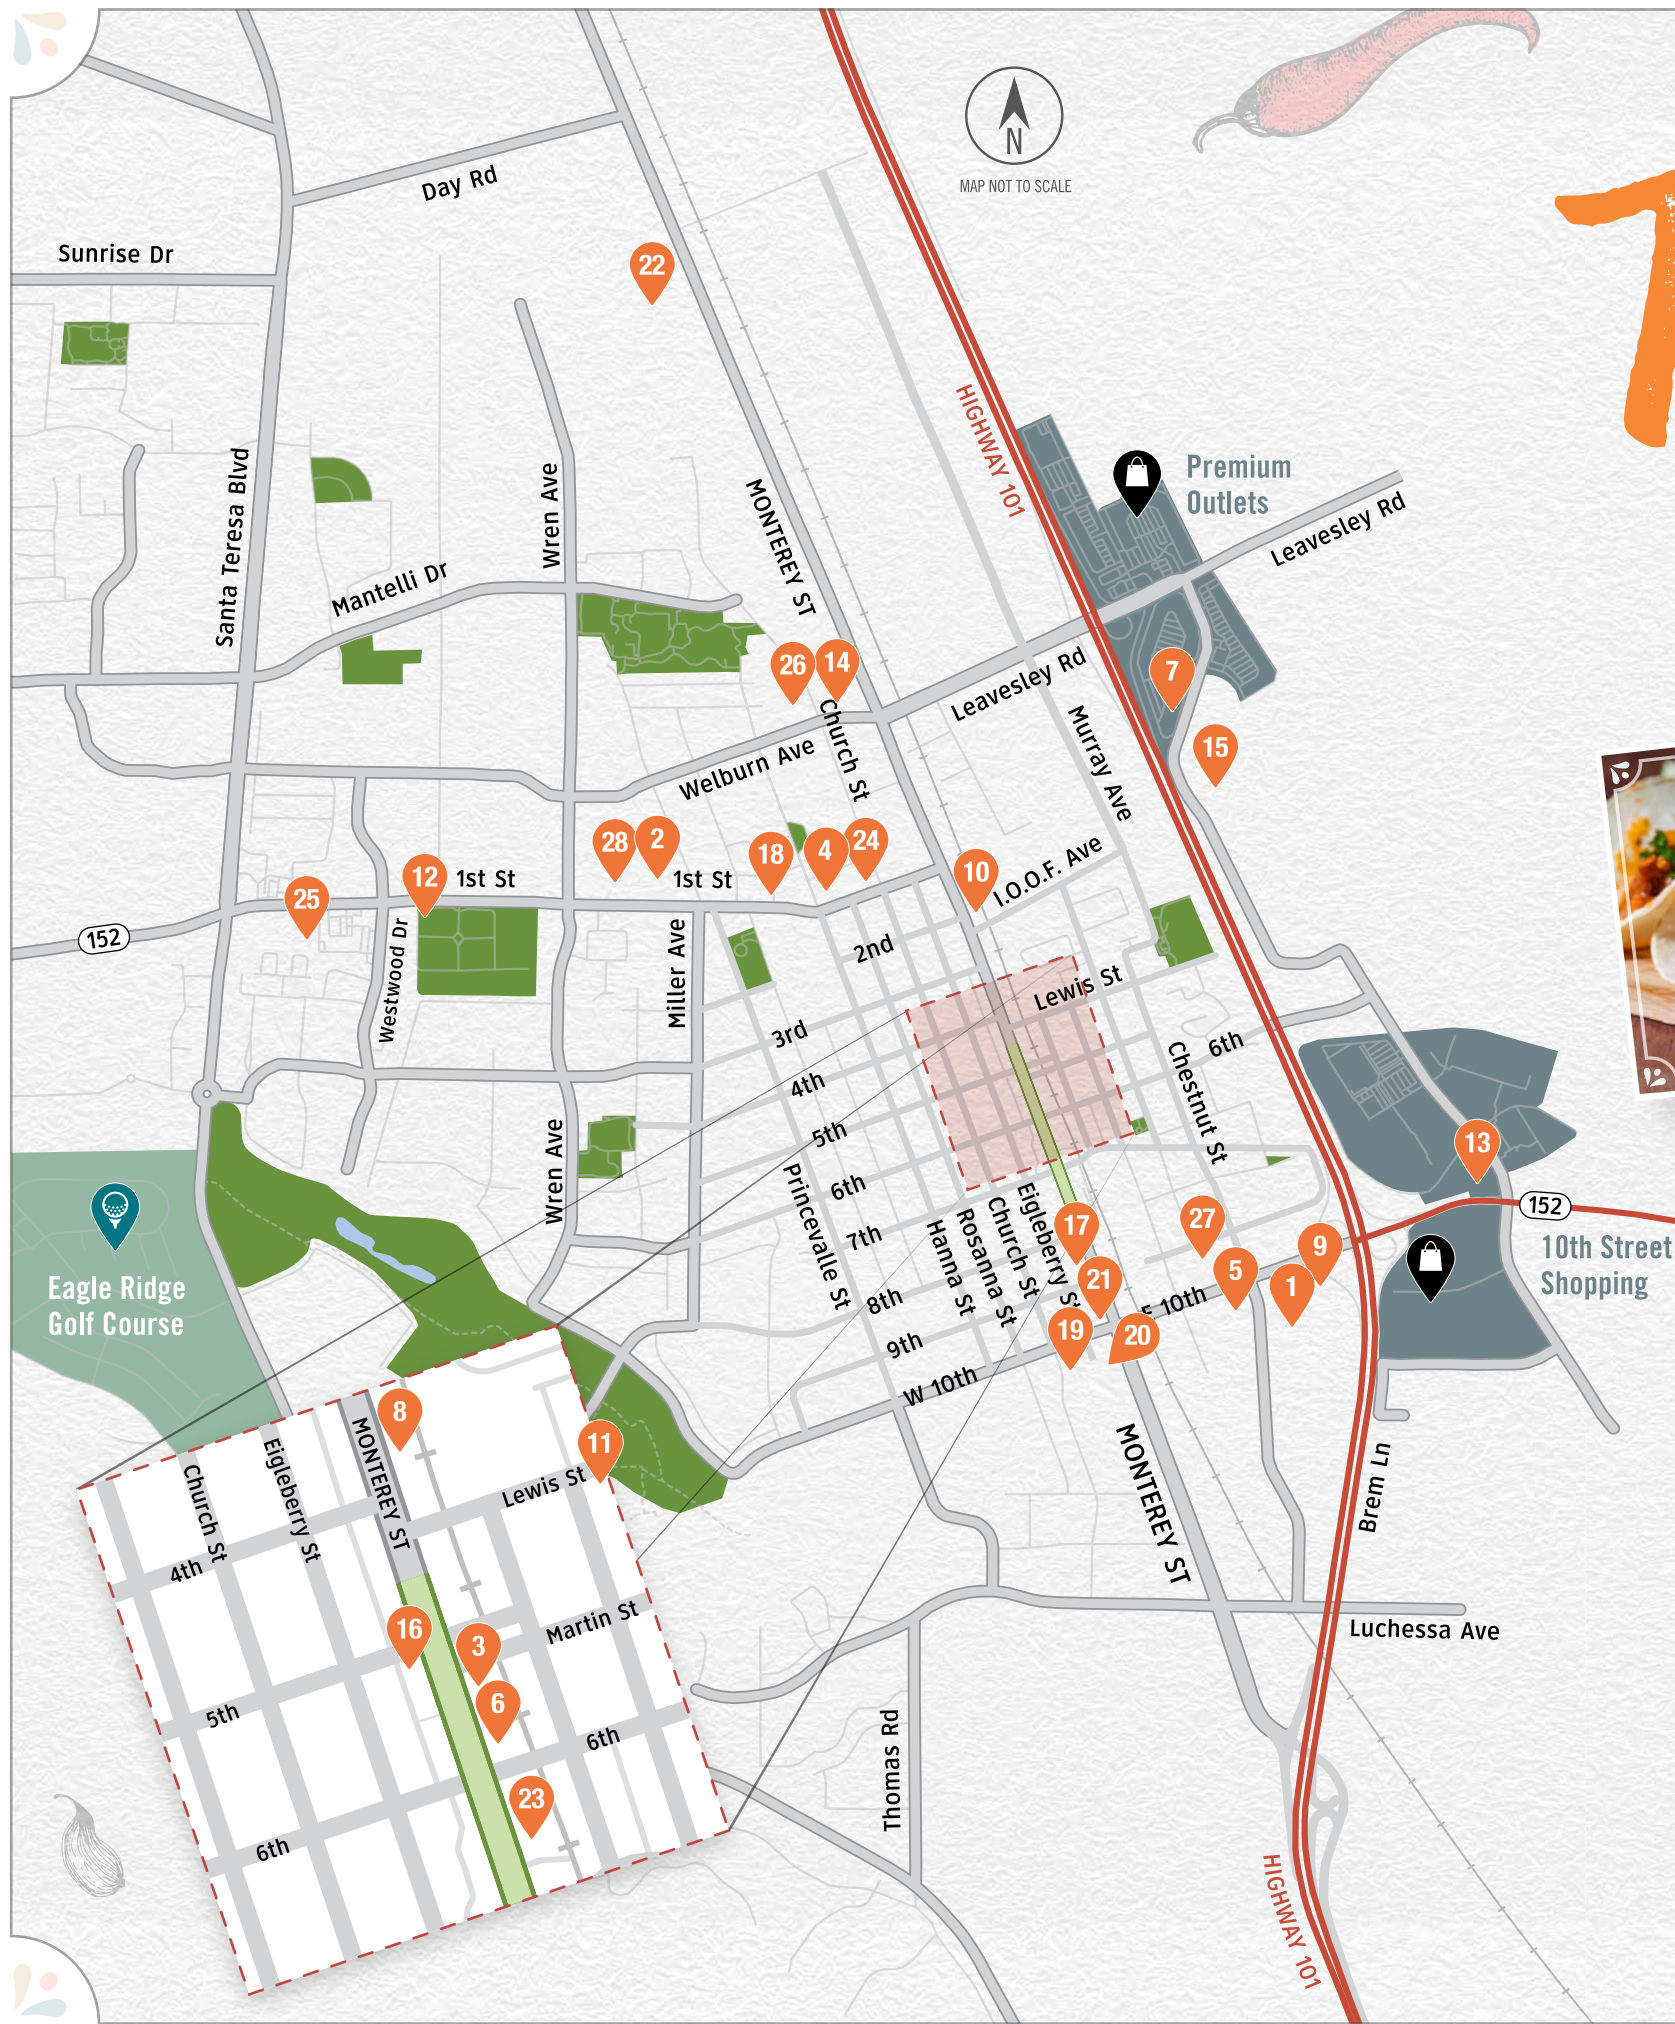 N
MAP NOT TO SCALE
Day Rd
Sunrise Dr
22
HIGHWAY 101
Premium
Outlets
Leavesley Rd
Santa Teresa Blvd
Wren Ave
MONTEREY ST
Mantelli Dr
26
14
7
Leavesley Rd
Church St
Murray Ave
15
Welburn Ave
28
2
18
4
24
10
I.O.O.F. Ave
25
12
1st St
1st St
152
Westwood Dr
Miller Ave
2nd
Lewis St
3rd
4th
5th
6th
7th
8th
9th
W 10th
6th
Chestnut St
13
152
10th Street
Shopping
Wren Ave
Princevalle St
Hanna St
Rosanna St
Church St
Eigleberry St
17
27
9
21
5
1
19
20
E 10th
Eagle Ridge
Golf Course
8
11
MONTEREY ST
Eigleberry St
Church St
Lewis St
4th
16
3
Martin St
5th
6
6th
23
6th
MONTEREY ST
Brem Ln
Luchessa Ave
Thomas Rd
HIGHWAY 101